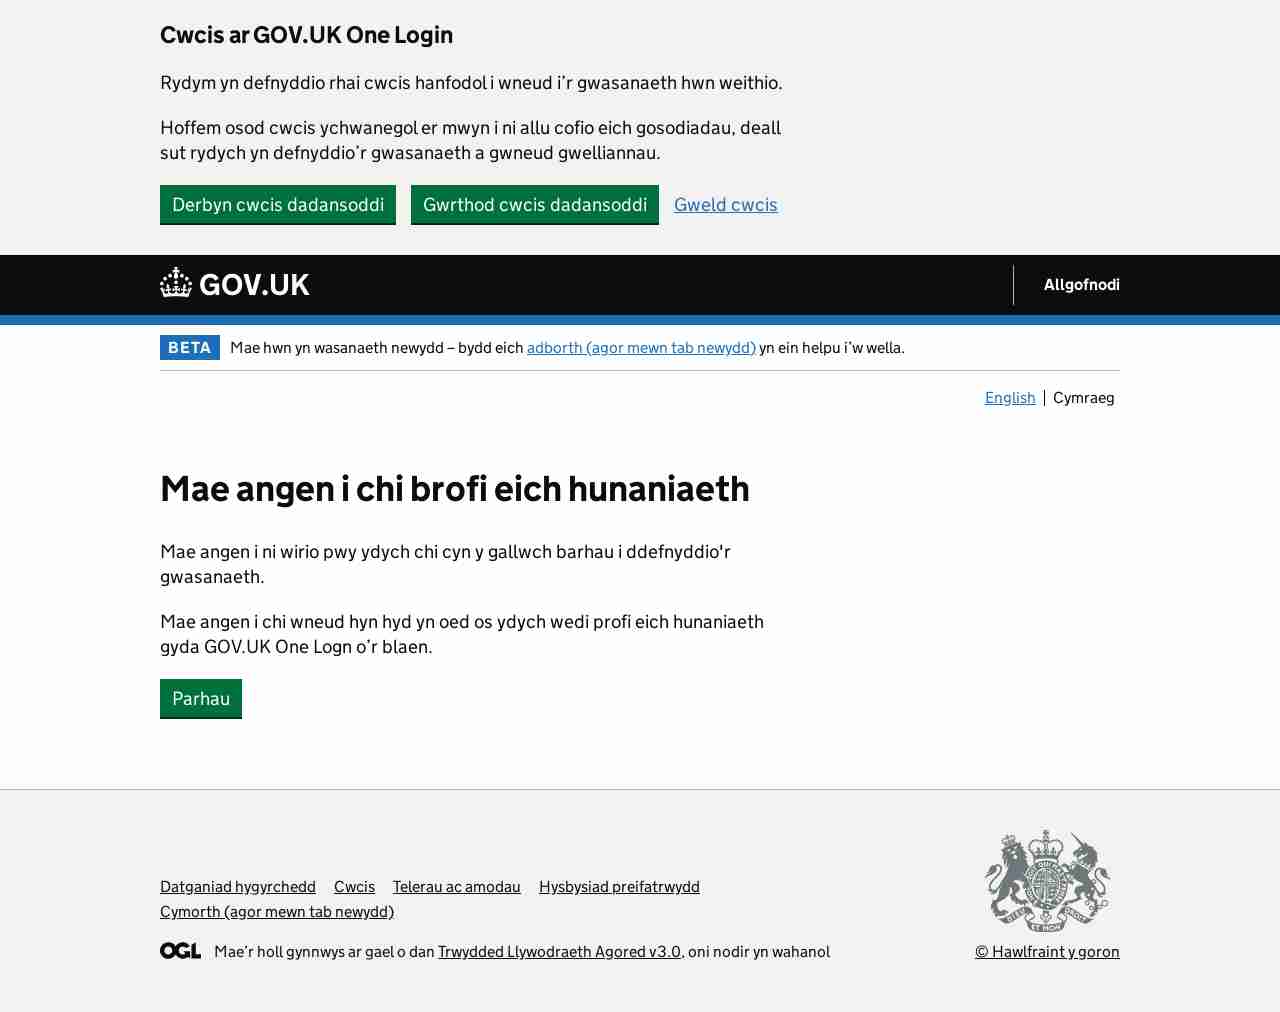 Cwcis ar GOV.UK One Login
Rydym yn defnyddio rhai cwcis hanfodol i wneud i’r gwasanaeth hwn weithio.
Hoffem osod cwcis ychwanegol er mwyn i ni allu cofio eich gosodiadau, deall
sut rydych yn defnyddio’r gwasanaeth a gwneud gwelliannau.
Derbyn cwcis dadansoddi Gwrthod cwcis dadansoddi Gweld cwcis
GOV.UK Allgofnodi
BETA Mae hwn yn wasanaeth newydd – bydd eich adborth (agor mewn tab newydd) yn ein helpu i’w wella.
English Cymraeg
Mae angen i chi brofi eich hunaniaeth
Mae angen i ni wirio pwy ydych chi cyn y gallwch barhau i ddefnyddio'r
gwasanaeth.
Mae angen i chi wneud hyn hyd yn oed os ydych wedi profi eich hunaniaeth
gyda GOV.UK One Logn o’r blaen.
Parhau
Datganiad hygyrchedd Cwcis Telerau ac amodau Hysbysiad preifatrwydd
Cymorth (agor mewn tab newydd)
OGL Mae’r holl gynnwys ar gael o dan Trwydded Llywodraeth Agored v3.0, oni nodir yn wahanol
© Hawlfraint y goron